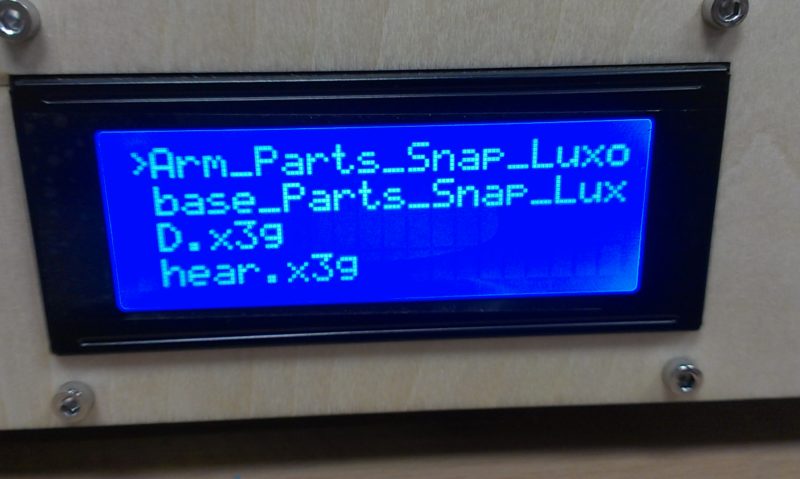 >Arm_Parts_Snap_Luxo
base_Parts_Snap_Lux
D.x3g
hear.x3g